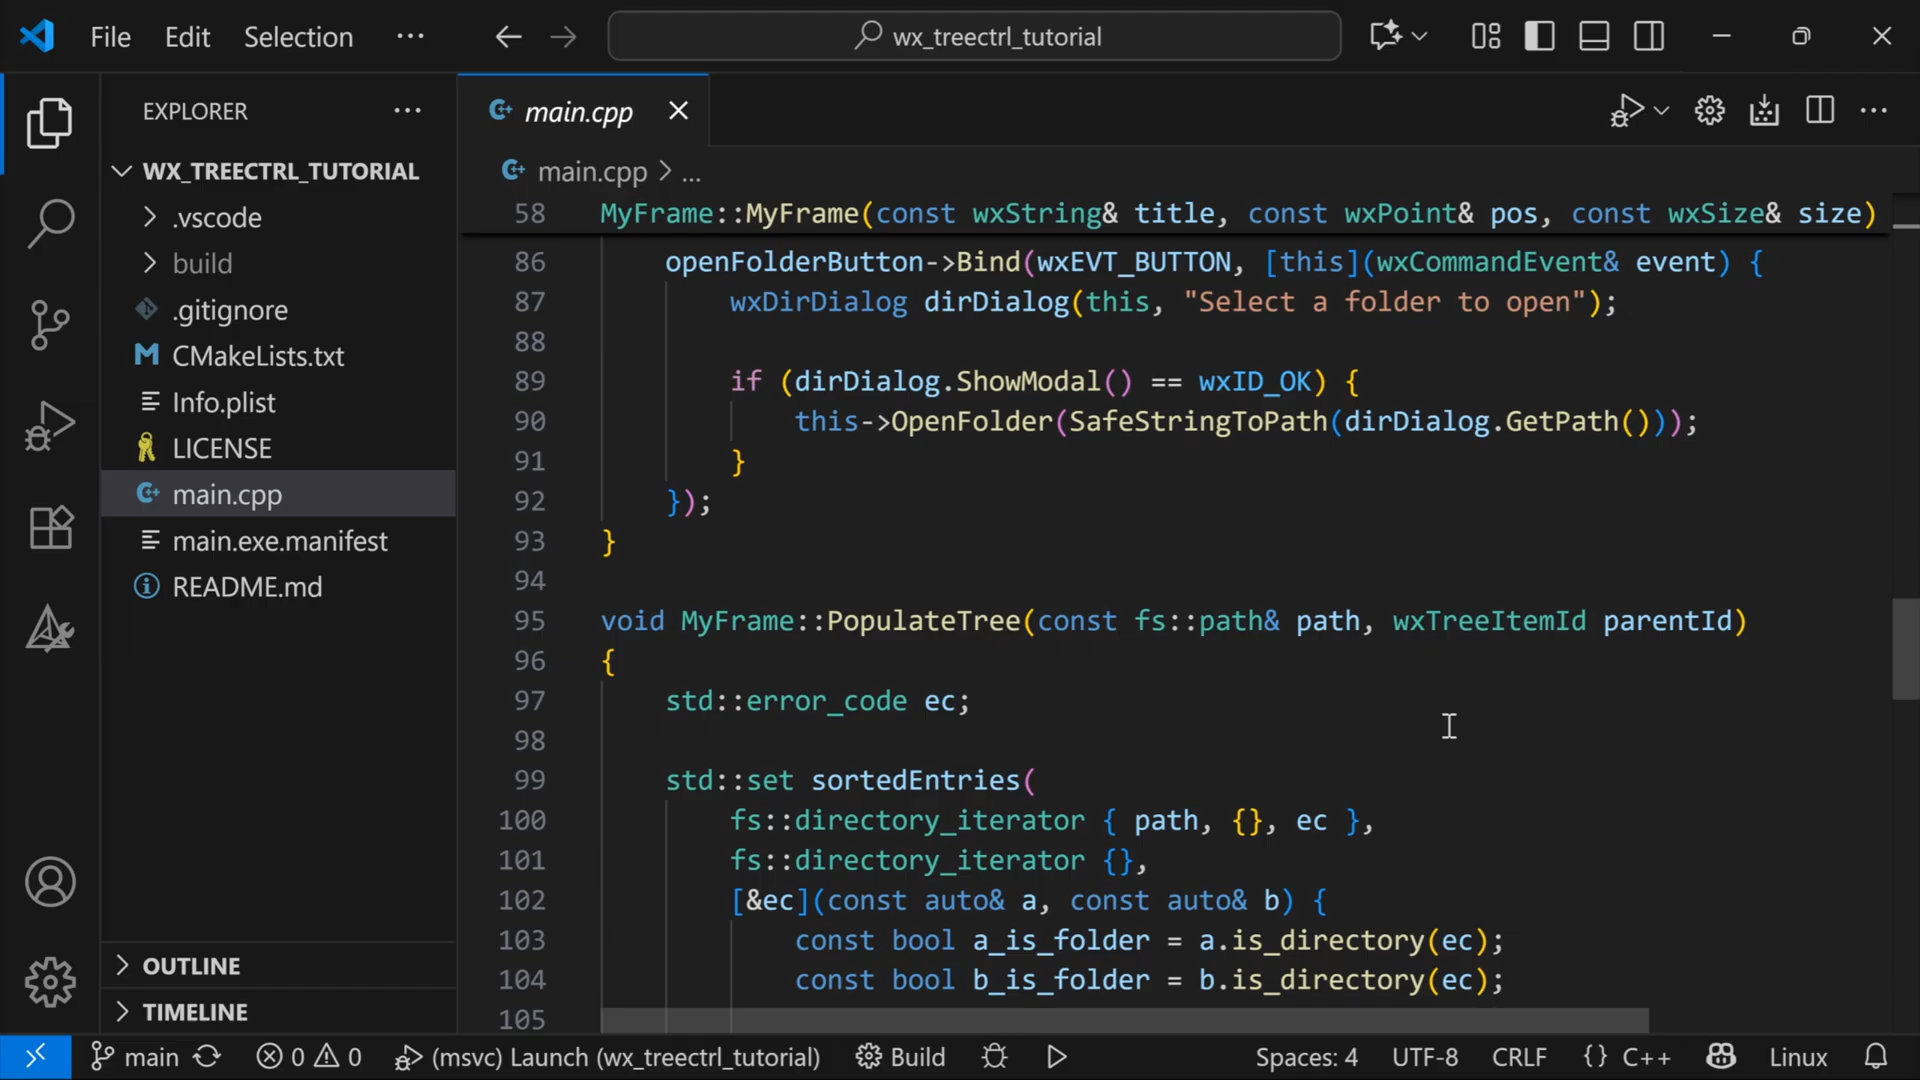 File Edit Selection ···
wx_treectrl_tutorial
EXPLORER ···
WX_TREECTRL_TUTORIAL
.vscode
build
.gitignore
CMakeLists.txt
Info.plist
LICENSE
main.cpp
main.exe.manifest
README.md
OUTLINE
TIMELINE
main.cpp
main.cpp > ...
58 MyFrame::MyFrame(const wxString& title, const wxPoint& pos, const wxSize& size)
86 openFolderButton->Bind(wxEVT_BUTTON, [this](wxCommandEvent& event) {
87 wxDirDialog dirDialog(this, "Select a folder to open");
88
89 if (dirDialog.ShowModal() == wxID_OK) {
90 this->OpenFolder(SafeStringToPath(dirDialog.GetPath()));
91 }
92 });
93 }
94
95 void MyFrame::PopulateTree(const fs::path& path, wxTreeItemId parentId)
96 {
97 std::error_code ec;
98
99 std::set sortedEntries(
100 fs::directory_iterator { path, {}, ec },
101 fs::directory_iterator {},
102 [&ec](const auto& a, const auto& b) {
103 const bool a_is_folder = a.is_directory(ec);
104 const bool b_is_folder = b.is_directory(ec);
105
main 0 0 (msvc) Launch (wx_treectrl_tutorial) Build Spaces: 4 UTF-8 CRLF {} C++ Linux